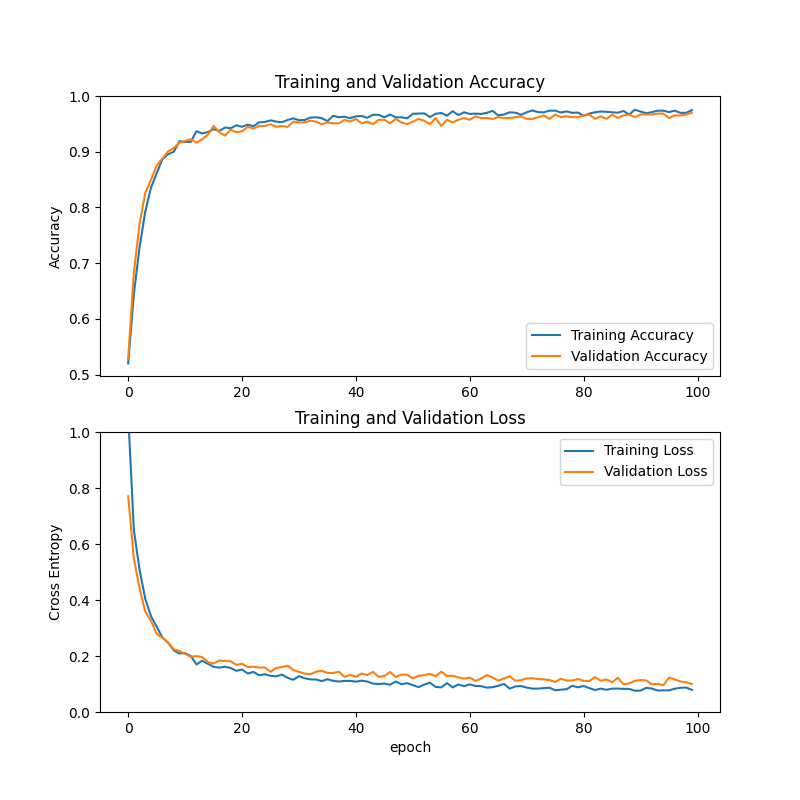 Training and Validation Accuracy
1.0
0.9
0.8
0.7
0.6
0.5
Accuracy
Training Accuracy
Validation Accuracy
0 20 40 60 80 100
Training and Validation Loss
1.0
0.8
0.6
0.4
0.2
0.0
Cross Entropy
Training Loss
Validation Loss
0 20 40 60 80 100
epoch